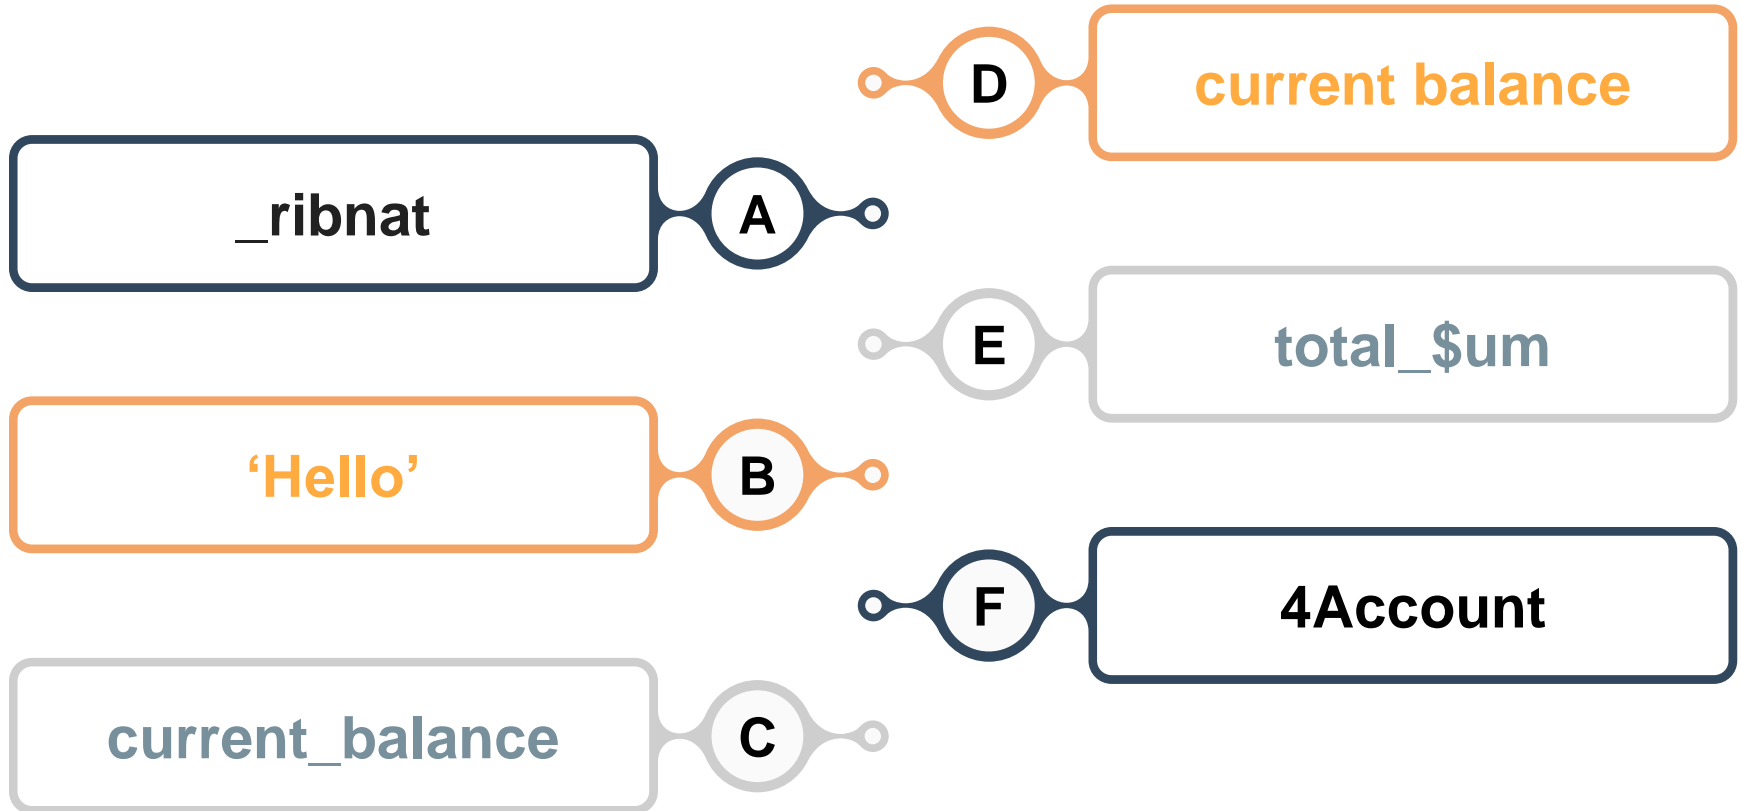 _ribnat
A
‘Hello’
B
current_balance
C
D
current balance
E
total_$um
F
4Account